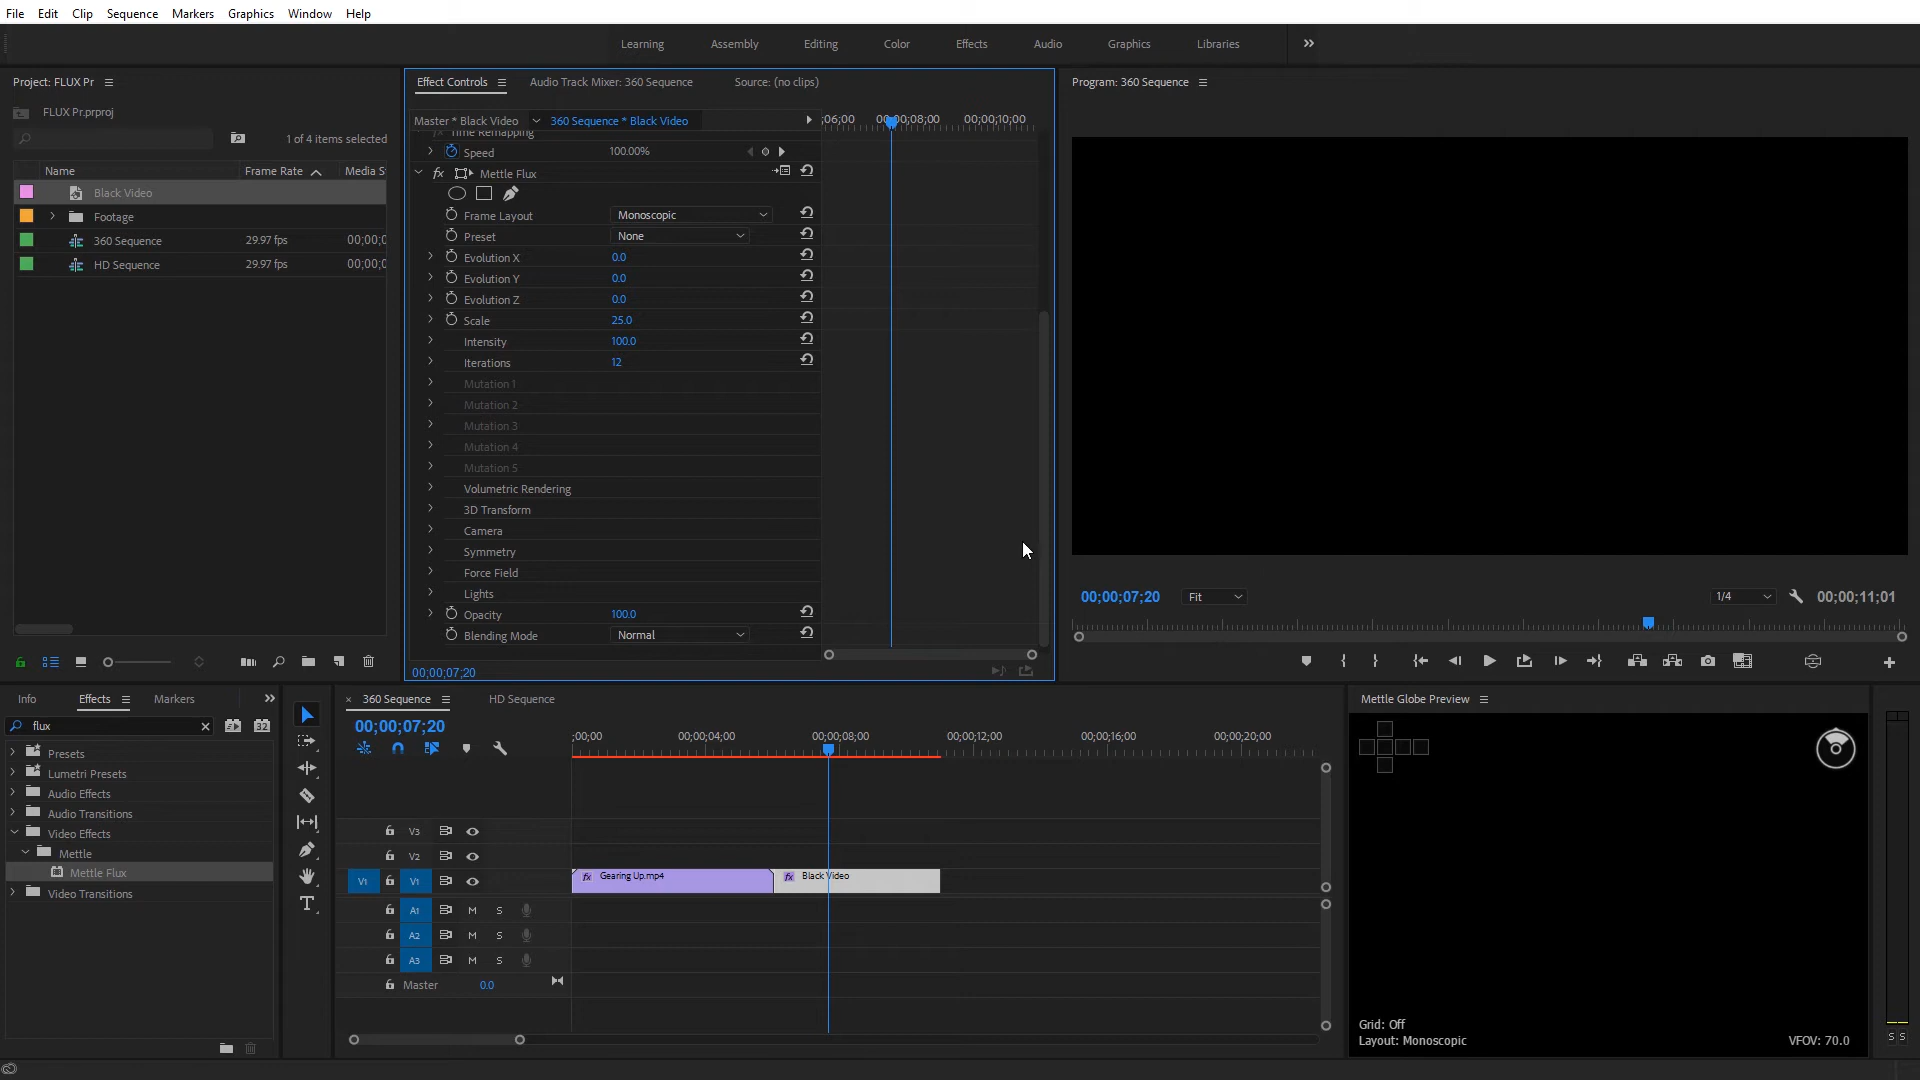 File Edit Clip Sequence Markers Graphics Window Help
Learning Assembly Editing Color Effects Audio Graphics Libraries
Project: FLUX Pr
FLUX Pr.prproj
1 of 4 items selected
Name Frame Rate Media S
Black Video
Footage
360 Sequence 29.97 fps 00;00;0
HD Sequence 29.97 fps 00;00;0
Effect Controls Audio Track Mixer: 360 Sequence Source: (no clips)
Master * Black Video 360 Sequence * Black Video
;06;00 00;00;08;00 00;00;10;00
Time Remapping
Speed 100.00%
fx Mettle Flux
Frame Layout Monoscopic
Preset None
Evolution X 0.0
Evolution Y 0.0
Evolution Z 0.0
Scale 25.0
Intensity 100.0
Iterations 12
Mutation 1
Mutation 2
Mutation 3
Mutation 4
Mutation 5
Volumetric Rendering
3D Transform
Camera
Symmetry
Force Field
Lights
Opacity 100.0
Blending Mode Normal
00;00;07;20
Program: 360 Sequence
00;00;07;20 Fit 1/4 00;00;11;01
Info Effects Markers
flux
32
Presets
Lumetri Presets
Audio Effects
Audio Transitions
Video Effects
Mettle
Mettle Flux
Video Transitions
360 Sequence HD Sequence
00;00;07;20
;00;00 00;00;04;00 00;00;08;00 00;00;12;00 00;00;16;00 00;00;20;00
V3
V2
V1 V1 fx Gearing Up.mp4 fx Black Video
A1 M S
A2 M S
A3 M S
Master 0.0
Mettle Globe Preview
Grid: Off
Layout: Monoscopic
VFOV: 70.0
S S